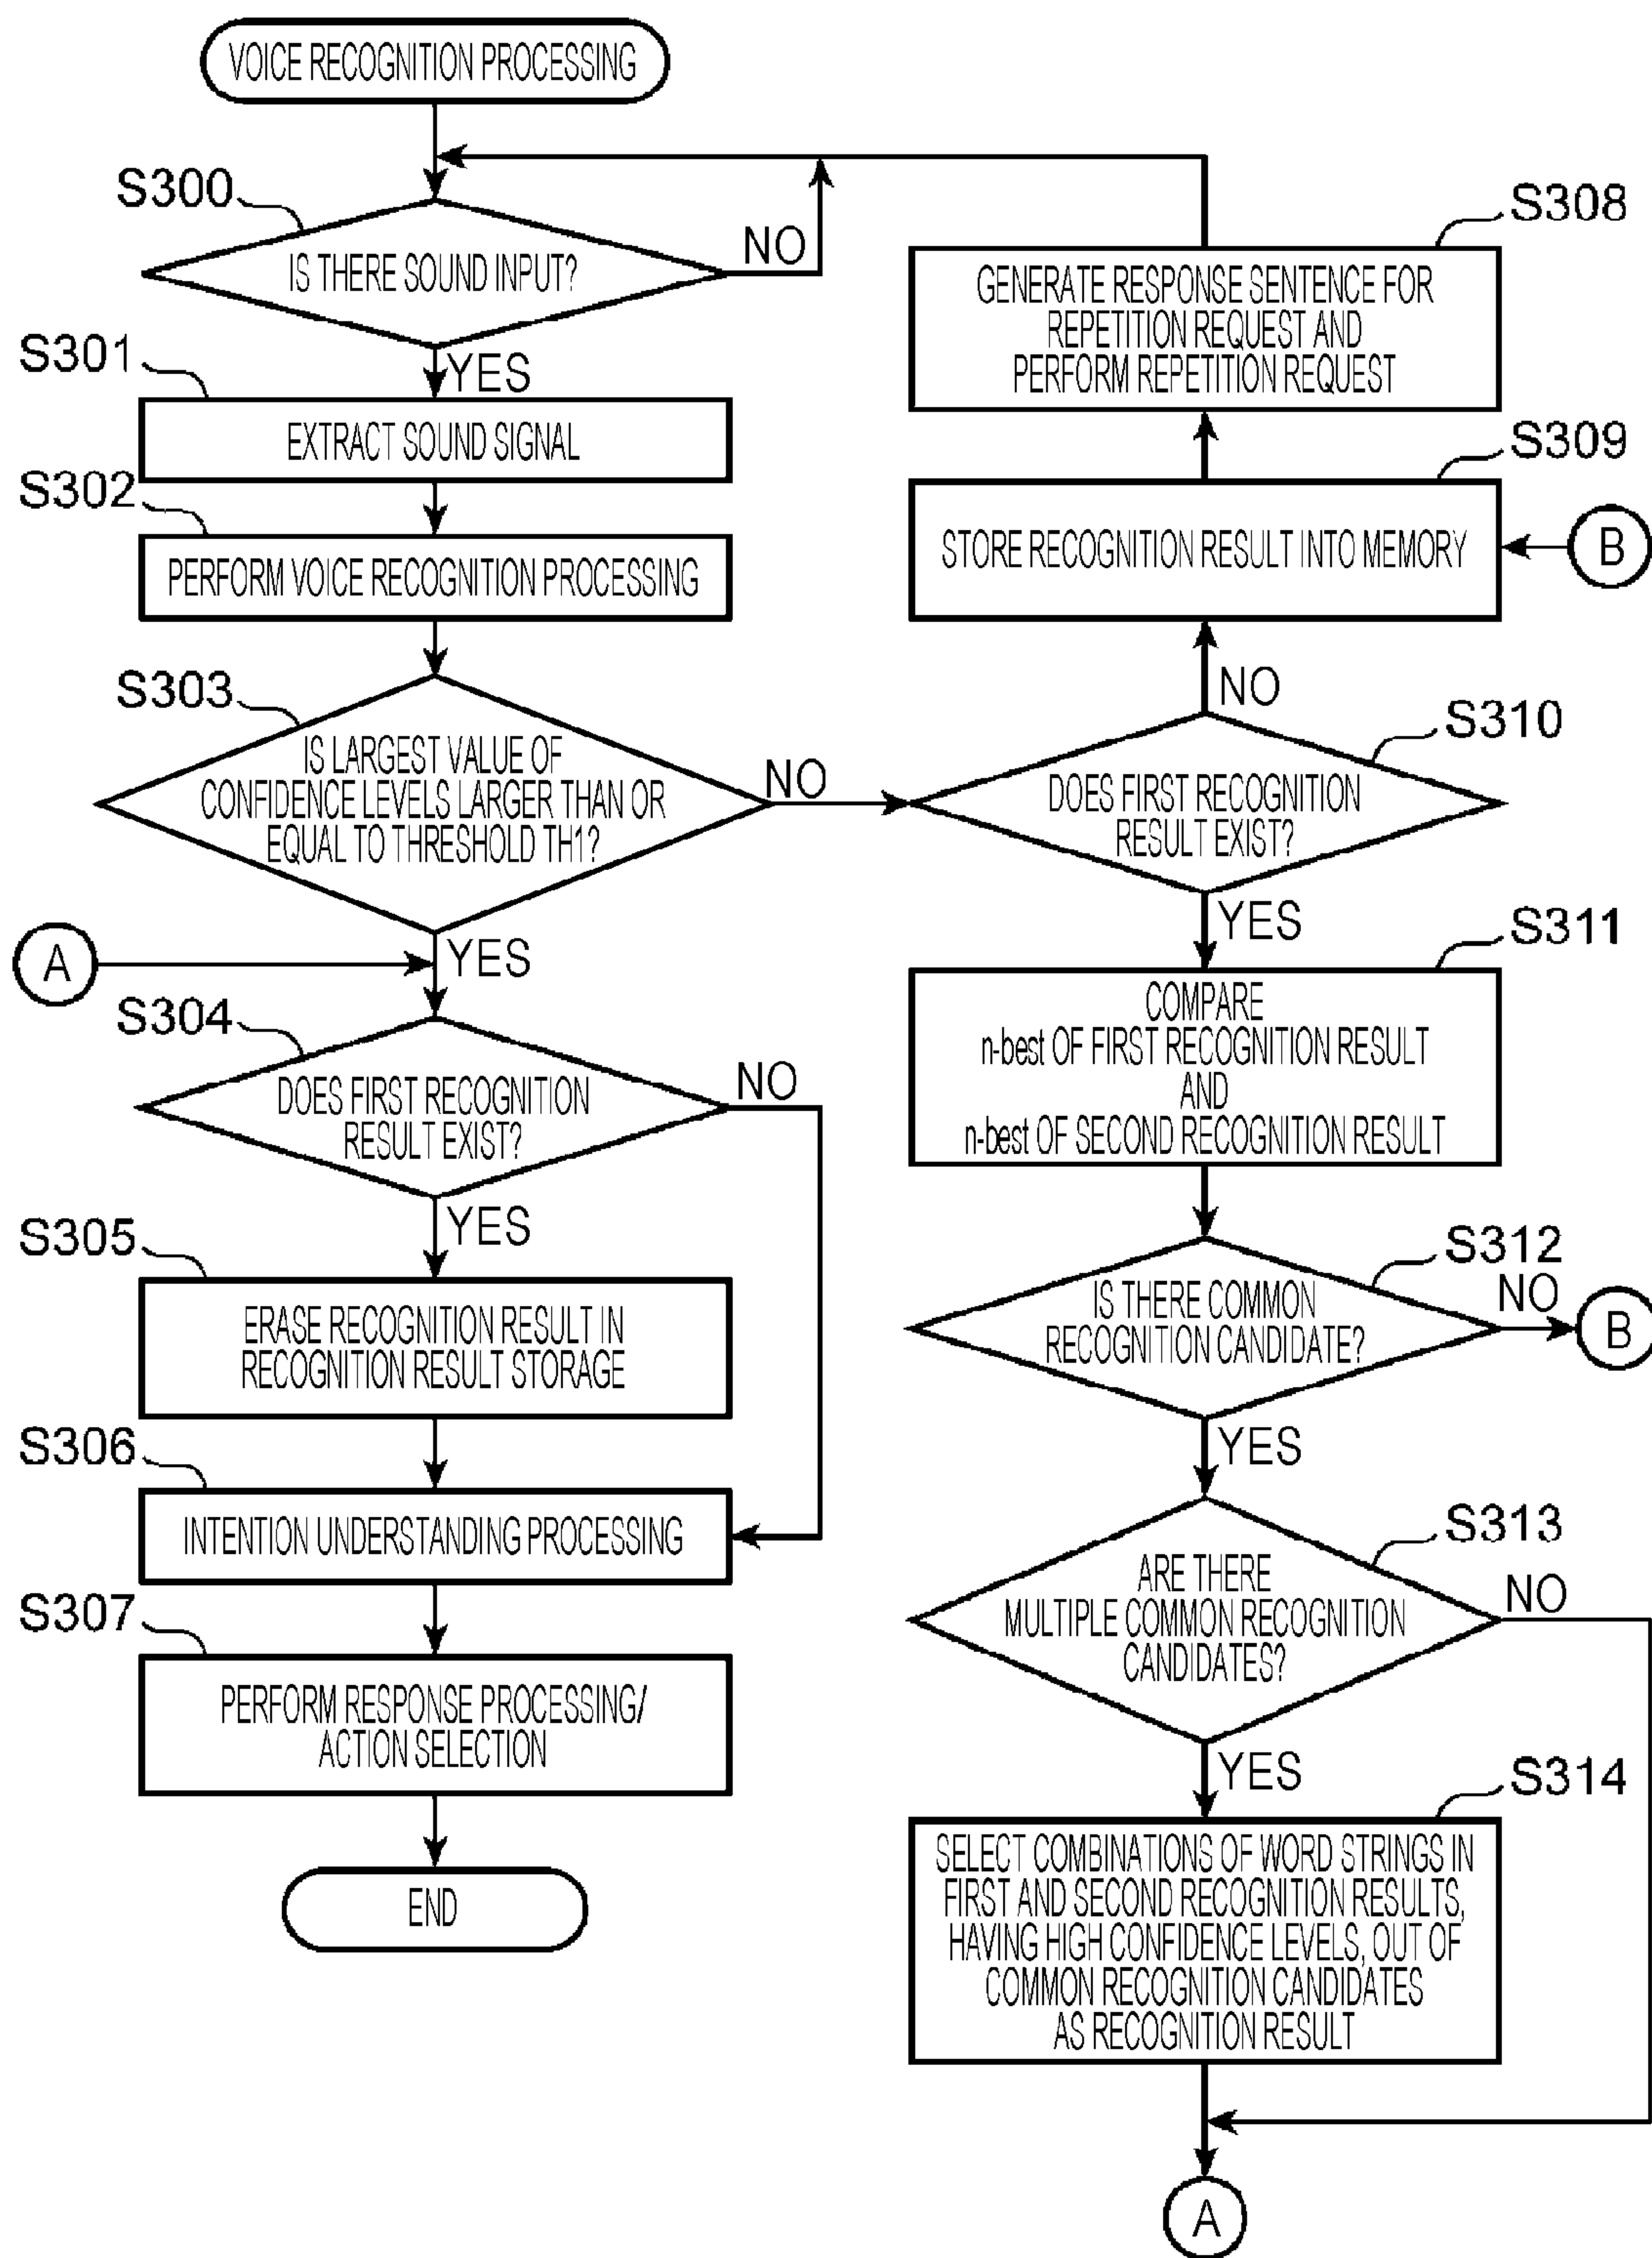 VOICE RECOGNITION PROCESSING
S300
IS THERE SOUND INPUT?
NO
YES
S301
EXTRACT SOUND SIGNAL
S302
PERFORM VOICE RECOGNITION PROCESSING
S303
IS LARGEST VALUE OF
CONFIDENCE LEVELS LARGER THAN OR
EQUAL TO THRESHOLD TH1?
NO
YES
A
S304
DOES FIRST RECOGNITION
RESULT EXIST?
NO
YES
S305
ERASE RECOGNITION RESULT IN
RECOGNITION RESULT STORAGE
S306
INTENTION UNDERSTANDING PROCESSING
S307
PERFORM RESPONSE PROCESSING/
ACTION SELECTION
END
S308
GENERATE RESPONSE SENTENCE FOR
REPETITION REQUEST AND
PERFORM REPETITION REQUEST
S309
STORE RECOGNITION RESULT INTO MEMORY
B
NO
S310
DOES FIRST RECOGNITION
RESULT EXIST?
YES
S311
COMPARE
n-best OF FIRST RECOGNITION RESULT
AND
n-best OF SECOND RECOGNITION RESULT
S312
IS THERE COMMON
RECOGNITION CANDIDATE?
NO
B
YES
S313
ARE THERE
MULTIPLE COMMON RECOGNITION
CANDIDATES?
NO
YES
S314
SELECT COMBINATIONS OF WORD STRINGS IN
FIRST AND SECOND RECOGNITION RESULTS,
HAVING HIGH CONFIDENCE LEVELS, OUT OF
COMMON RECOGNITION CANDIDATES
AS RECOGNITION RESULT
A